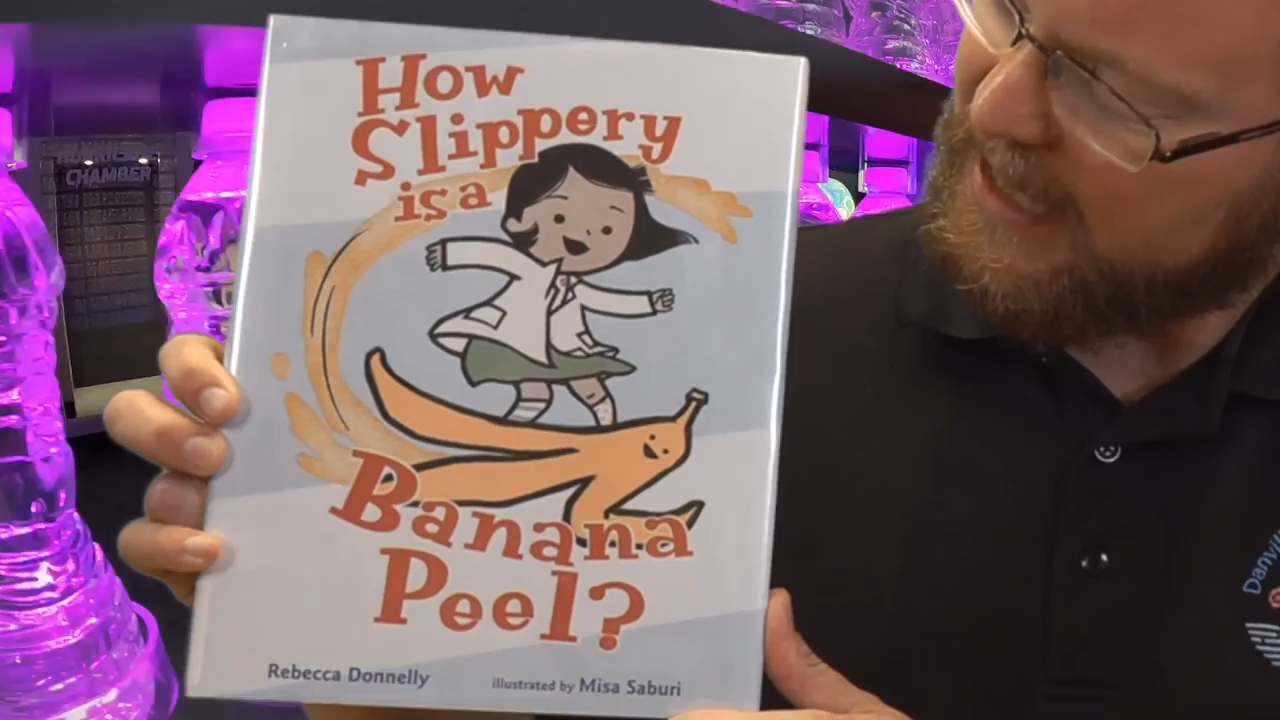 How
Slippery
is a
Banana
Peel?
Rebecca Donnelly
illustrated by Misa Saburi
CHAMBER